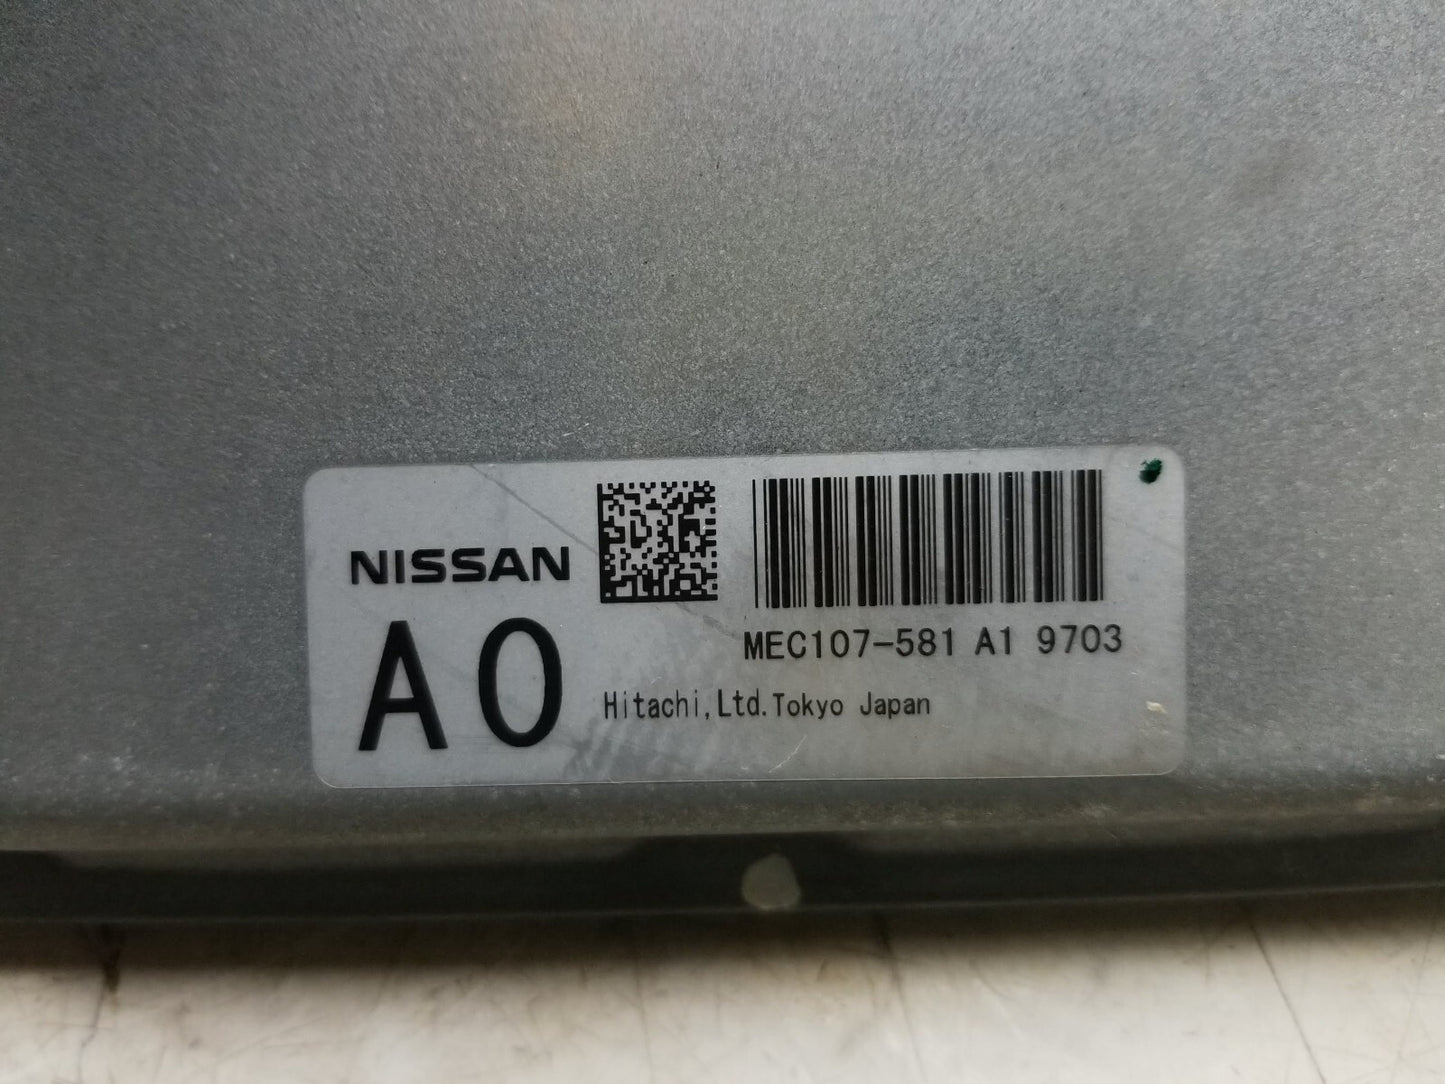 NISSAN
A0
MEC107-581 A1 9703
Hitachi,Ltd.Tokyo Japan